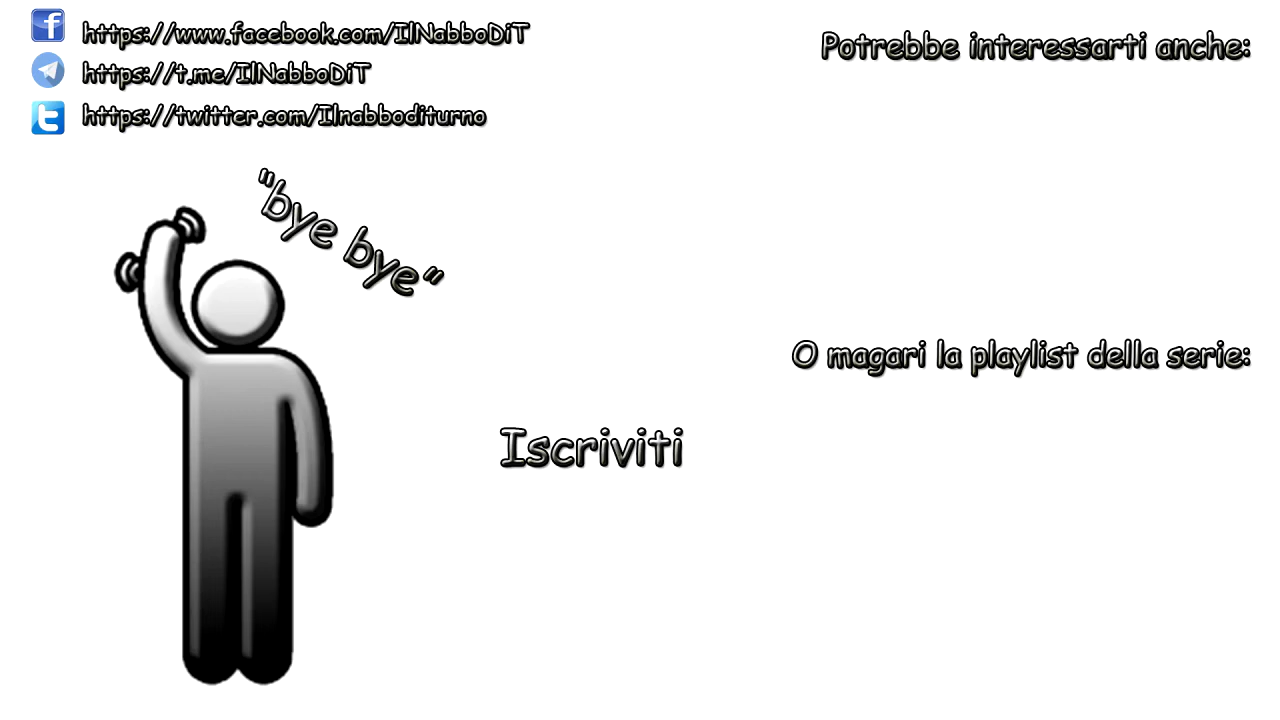 https://www.facebook.com/IlNabboDiT
https://t.me/IlNabboDiT
https://twitter.com/Ilnabboditurno
Potrebbe interessarti anche:
"bye bye"
O magari la playlist della serie:
Iscriviti